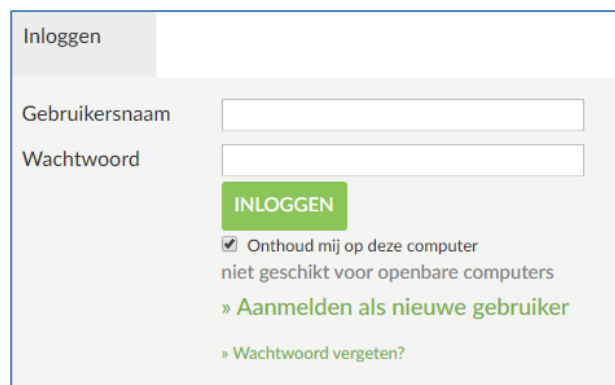 Inloggen
Gebruikersnaam
Wachtwoord
INLOGGEN
Onthoud mij op deze computer
niet geschikt voor openbare computers
» Aanmelden als nieuwe gebruiker
» Wachtwoord vergeten?